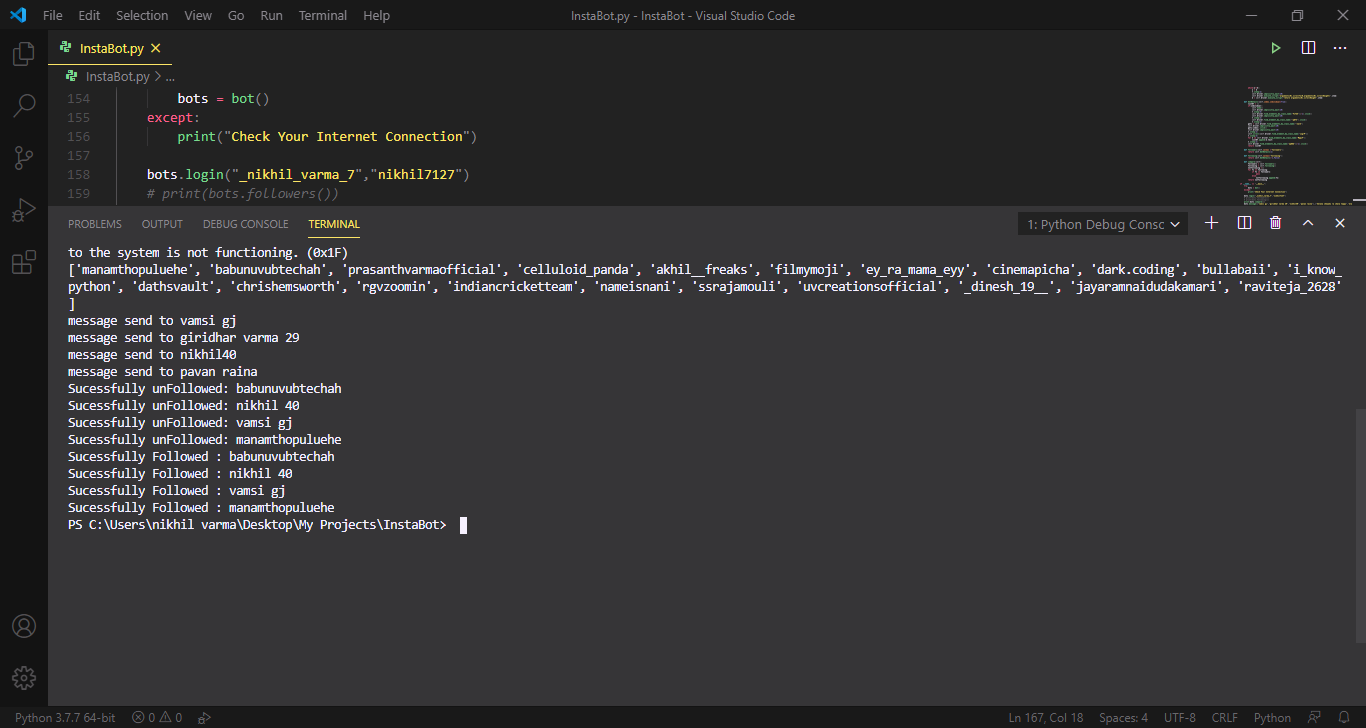 File Edit Selection View Go Run Terminal Help InstaBot.py - InstaBot - Visual Studio Code
InstaBot.py
InstaBot.py > ...
154 bots = bot()
155 except:
156 print("Check Your Internet Connection")
157
158 bots.login("_nikhil_varma_7","nikhil7127")
159 # print(bots.followers())
PROBLEMS OUTPUT DEBUG CONSOLE TERMINAL 1: Python Debug Consc
to the system is not functioning. (0x1F)
['manamthopuluehe', 'babunuvubtechah', 'prasanthvarmaofficial', 'celluloid_panda', 'akhil__freaks', 'filmymoji', 'ey_ra_mama_eyy', 'cinemapicha', 'dark.coding', 'bullabaii', 'i_know_
python', 'dathsvault', 'chrishemsworth', 'rgvzoomin', 'indiancricketteam', 'nameisnani', 'ssrajamouli', 'uvcreationsofficial', '_dinesh_19__', 'jayaramnaidudakamari', 'raviteja_2628'
]
message send to vamsi gj
message send to giridhar varma 29
message send to nikhil40
message send to pavan raina
Sucessfully unFollowed: babunuvubtechah
Sucessfully unFollowed: nikhil 40
Sucessfully unFollowed: vamsi gj
Sucessfully unFollowed: manamthopuluehe
Sucessfully Followed : babunuvubtechah
Sucessfully Followed : nikhil 40
Sucessfully Followed : vamsi gj
Sucessfully Followed : manamthopuluehe
PS C:\Users\nikhil varma\Desktop\My Projects\InstaBot>
Python 3.7.7 64-bit 0 0 Ln 167, Col 18 Spaces: 4 UTF-8 CRLF Python